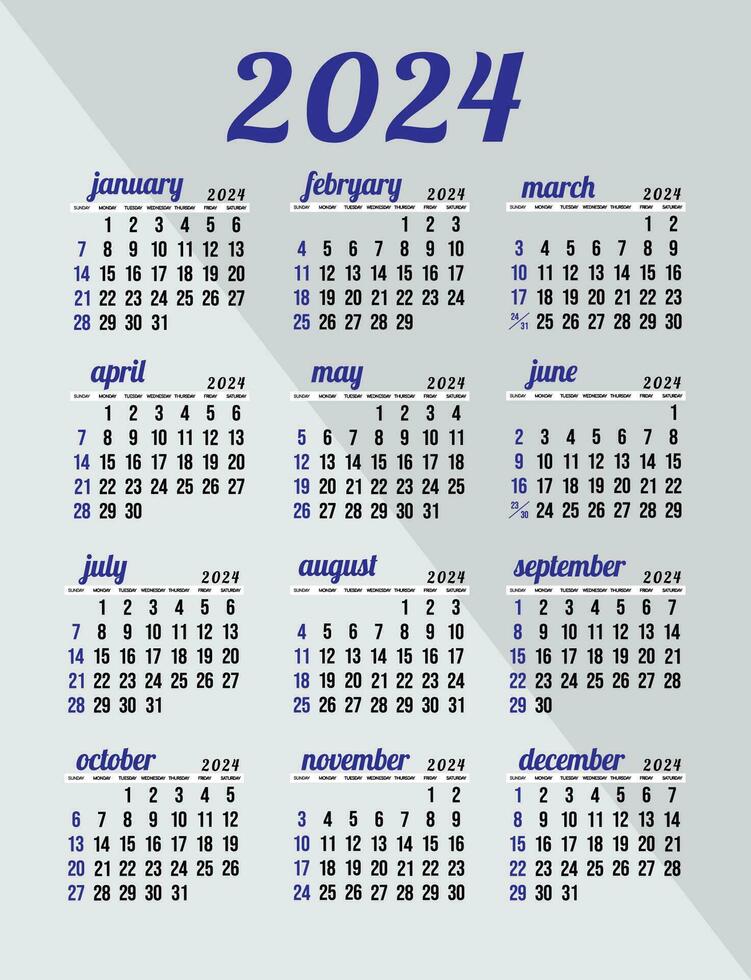 2024
january 2024
SUNDAY MONDAY TUESDAY WEDNESDAY THURSDAY FRIDAY SATURDAY
1 2 3 4 5 6
7 8 9 10 11 12 13
14 15 16 17 18 19 20
21 22 23 24 25 26 27
28 29 30 31
febryary 2024
SUNDAY MONDAY TUESDAY WEDNESDAY THURSDAY FRIDAY SATURDAY
1 2 3
4 5 6 7 8 9 10
11 12 13 14 15 16 17
18 19 20 21 22 23 24
25 26 27 28 29
march 2024
SUNDAY MONDAY TUESDAY WEDNESDAY THURSDAY FRIDAY SATURDAY
1 2
3 4 5 6 7 8 9
10 11 12 13 14 15 16
17 18 19 20 21 22 23
24/31 25 26 27 28 29 30
april 2024
SUNDAY MONDAY TUESDAY WEDNESDAY THURSDAY FRIDAY SATURDAY
1 2 3 4 5 6
7 8 9 10 11 12 13
14 15 16 17 18 19 20
21 22 23 24 25 26 27
28 29 30
may 2024
SUNDAY MONDAY TUESDAY WEDNESDAY THURSDAY FRIDAY SATURDAY
1 2 3 4
5 6 7 8 9 10 11
12 13 14 15 16 17 18
19 20 21 22 23 24 25
26 27 28 29 30 31
june 2024
SUNDAY MONDAY TUESDAY WEDNESDAY THURSDAY FRIDAY SATURDAY
1
2 3 4 5 6 7 8
9 10 11 12 13 14 15
16 17 18 19 20 21 22
23/30 24 25 26 27 28 29
july 2024
SUNDAY MONDAY TUESDAY WEDNESDAY THURSDAY FRIDAY SATURDAY
1 2 3 4 5 6
7 8 9 10 11 12 13
14 15 16 17 18 19 20
21 22 23 24 25 26 27
28 29 30 31
august 2024
SUNDAY MONDAY TUESDAY WEDNESDAY THURSDAY FRIDAY SATURDAY
1 2 3
4 5 6 7 8 9 10
11 12 13 14 15 16 17
18 19 20 21 22 23 24
25 26 27 28 29 30 31
september 2024
SUNDAY MONDAY TUESDAY WEDNESDAY THURSDAY FRIDAY SATURDAY
1 2 3 4 5 6 7
8 9 10 11 12 13 14
15 16 17 18 19 20 21
22 23 24 25 26 27 28
29 30
october 2024
SUNDAY MONDAY TUESDAY WEDNESDAY THURSDAY FRIDAY SATURDAY
1 2 3 4 5
6 7 8 9 10 11 12
13 14 15 16 17 18 19
20 21 22 23 24 25 26
27 28 29 30 31
november 2024
SUNDAY MONDAY TUESDAY WEDNESDAY THURSDAY FRIDAY SATURDAY
1 2
3 4 5 6 7 8 9
10 11 12 13 14 15 16
17 18 19 20 21 22 23
24 25 26 27 28 29 30
december 2024
SUNDAY MONDAY TUESDAY WEDNESDAY THURSDAY FRIDAY SATURDAY
1 2 3 4 5 6 7
8 9 10 11 12 13 14
15 16 17 18 19 20 21
22 23 24 25 26 27 28
29 30 31